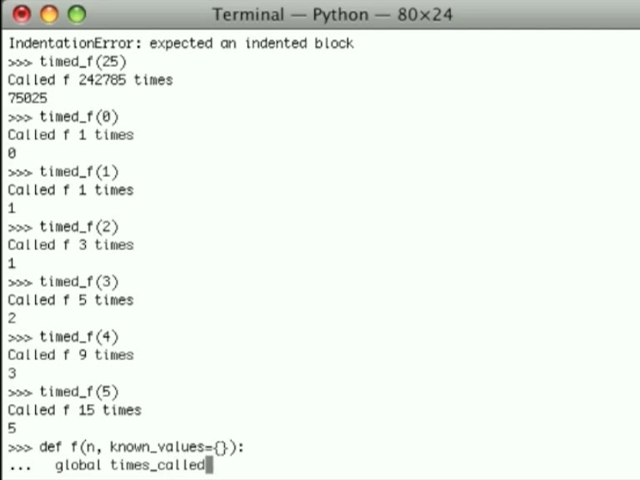 Terminal — Python — 80×24
IndentationError: expected an indented block
>>> timed_f(25)
Called f 242785 times
75025
>>> timed_f(0)
Called f 1 times
0
>>> timed_f(1)
Called f 1 times
1
>>> timed_f(2)
Called f 3 times
1
>>> timed_f(3)
Called f 5 times
2
>>> timed_f(4)
Called f 9 times
3
>>> timed_f(5)
Called f 15 times
5
>>> def f(n, known_values={}):
...   global times_called